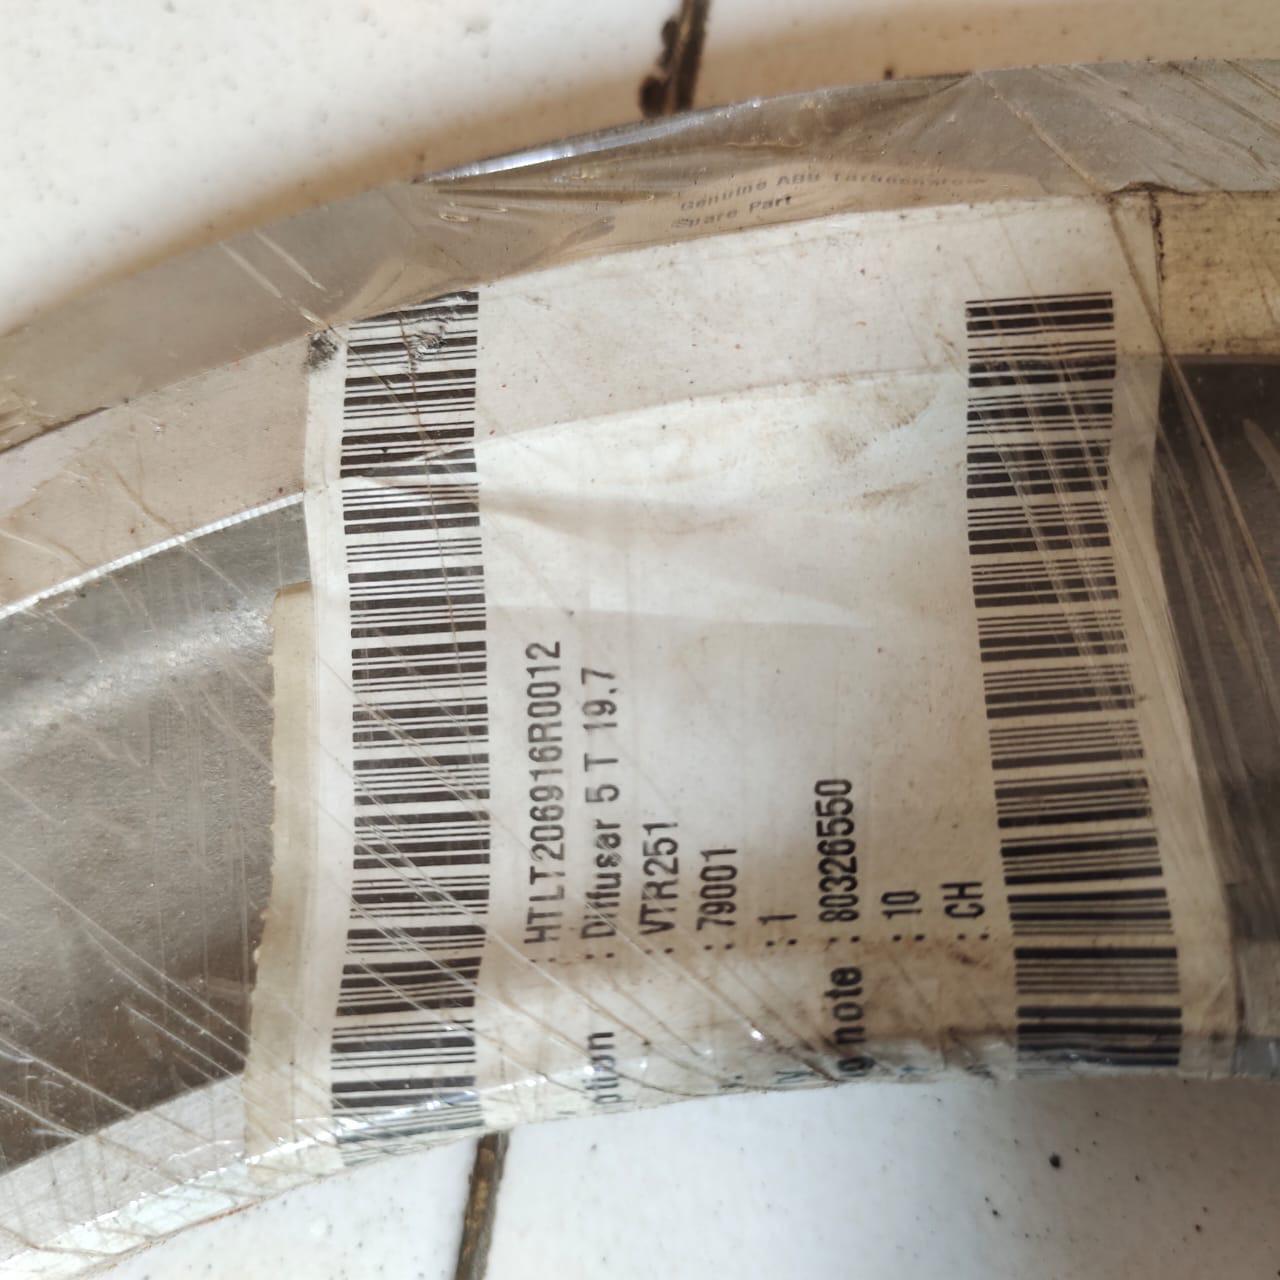 Genuine ABB Turbocharger
Spare Part
: HTLT206916R0012
ption : Diffuser 5 T 19.7
: VTR251
: 79001
: 1
note : 80326550
: 10
: CH